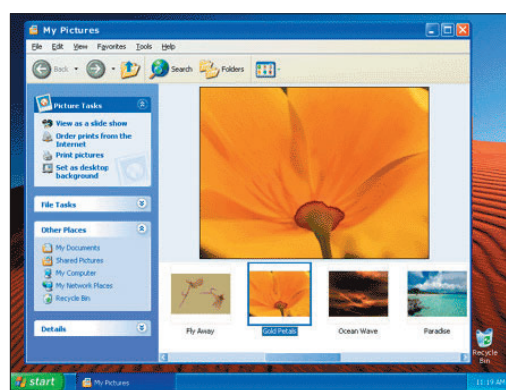 My Pictures
File Edit View Favorites Tools Help
Back Search Folders
Picture Tasks
View as a slide show
Order prints from the
Internet
Print pictures
Set as desktop
background
File Tasks
Other Places
My Documents
Shared Pictures
My Computer
My Network Places
Recycle Bin
Details
Fly Away Gold Petals Ocean Wave Paradise
Recycle
Bin
start My Pictures 11:19 AM